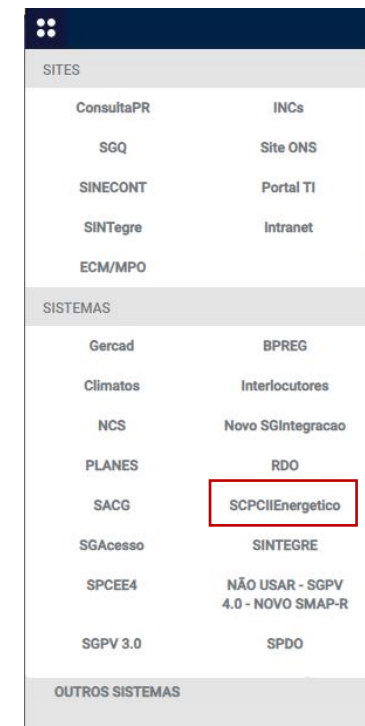 SITES
ConsultaPR INCs
SGQ Site ONS
SINECONT Portal TI
SINTegre Intranet
ECM/MPO
SISTEMAS
Gercad BPREG
Climatos Interlocutores
NCS Novo SGIntegracao
PLANES RDO
SACG SCPCIIEnergetico
SGAcesso SINTEGRE
SPCEE4 NÃO USAR - SGPV
4.0 - NOVO SMAP-R
SGPV 3.0 SPDO
OUTROS SISTEMAS